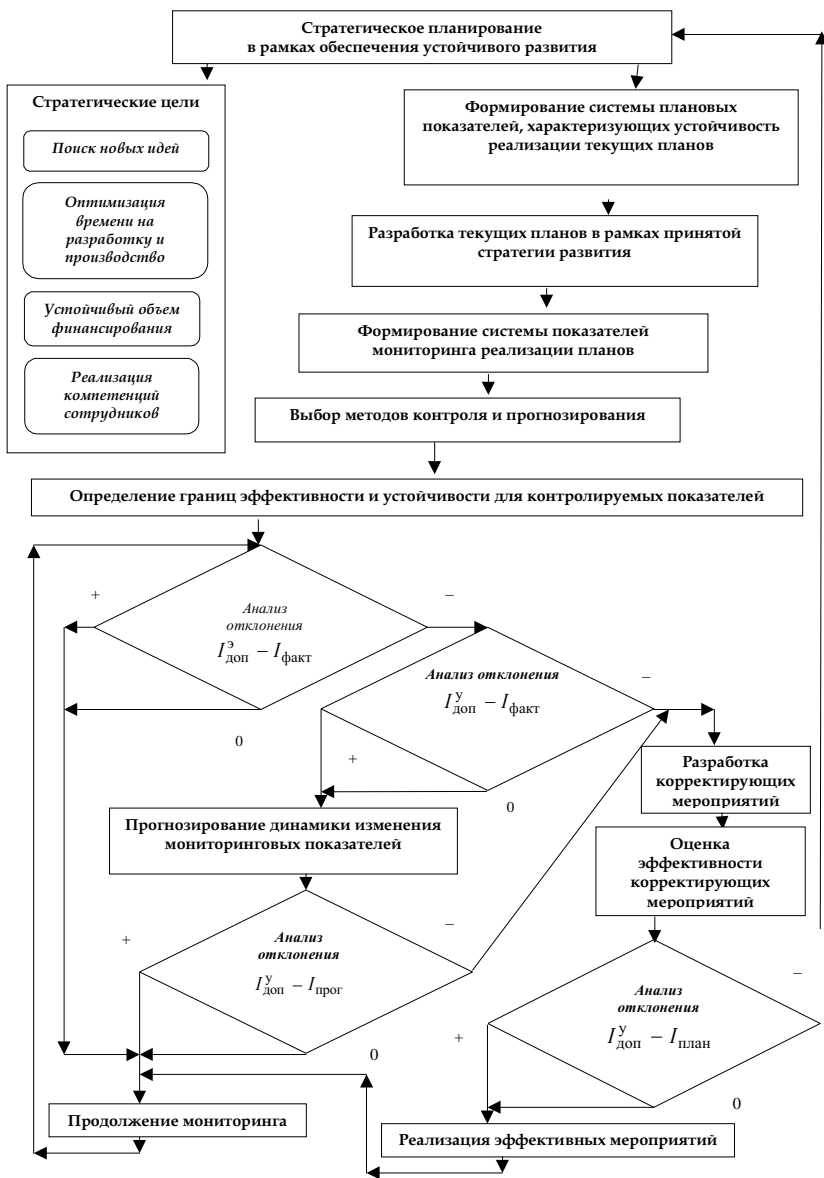 Стратегическое планирование
в рамках обеспечения устойчивого развития
Стратегические цели
Поиск новых идей
Оптимизация
времени на
разработку и
производство
Устойчивый объем
финансирования
Реализация
компетенций
сотрудников
Формирование системы плановых
показателей, характеризующих устойчивость
реализации текущих планов
Разработка текущих планов в рамках принятой
стратегии развития
Формирование системы показателей
мониторинга реализации планов
Выбор методов контроля и прогнозирования
Определение границ эффективности и устойчивости для контролируемых показателей
+
–
Анализ
отклонения
I^э_доп – I_факт
0
Анализ отклонения
I^у_доп – I_факт
–
+
0
Разработка
корректирующих
мероприятий
Прогнозирование динамики изменения
мониторинговых показателей
Оценка
эффективности
корректирующих
мероприятий
+
–
Анализ
отклонения
I^у_доп – I_прог
0
–
Анализ
отклонения
I^у_доп – I_план
+
0
Продолжение мониторинга
Реализация эффективных мероприятий